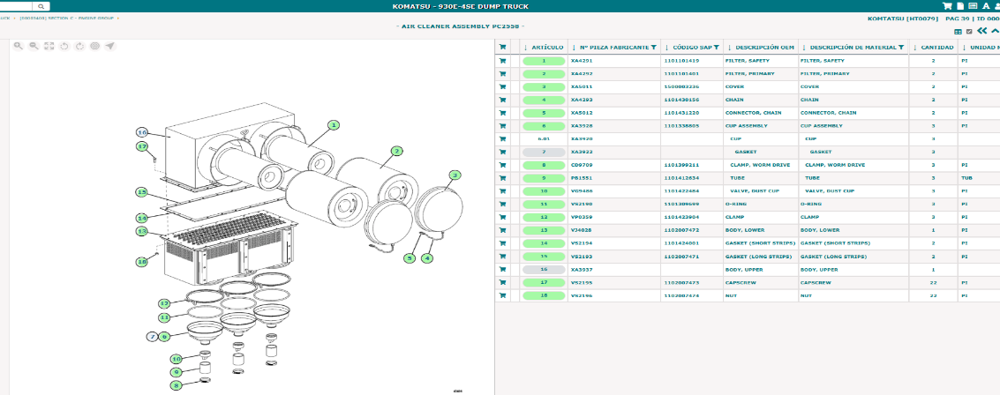 KOMATSU - 930E-4SE DUMP TRUCK
UCK › [00003400] SECTION C - ENGINE GROUP ›
KOMTATSU [HT0079] PAG 39 | ID 000
- AIR CLEANER ASSEMBLY PC2558 -
ARTÍCULO Nº PIEZA FABRICANTE CÓDIGO SAP DESCRIPCIÓN OEM DESCRIPCIÓN DE MATERIAL CANTIDAD UNIDAD
1 XA4291 1101101419 FILTER, SAFETY FILTER, SAFETY 2 PI
2 XA4292 1101101401 FILTER, PRIMARY FILTER, PRIMARY 2 PI
3 XA5011 1500003236 COVER COVER 2 PI
4 XA4293 1101430156 CHAIN CHAIN 2 PI
5 XA5012 1101431220 CONNECTOR, CHAIN CONNECTOR, CHAIN 2 PI
6 XA3928 1101338805 CUP ASSEMBLY CUP ASSEMBLY 3 PI
6.01 XA3920 CUP CUP 3
7 XA3922 GASKET GASKET 3
8 CD9709 1101399211 CLAMP, WORM DRIVE CLAMP, WORM DRIVE 3 PI
9 PB1551 1101412634 TUBE TUBE 3 TUB
10 VG9486 1101422484 VALVE, DUST CUP VALVE, DUST CUP 3 PI
11 VS2190 1101309699 O-RING O-RING 3 PI
12 VP0359 1101423904 CLAMP CLAMP 3 PI
13 VJ4028 1102007472 BODY, LOWER BODY, LOWER 1 PI
14 VS2194 1101424001 GASKET (SHORT STRIPS) GASKET (SHORT STRIPS) 2 PI
15 VS2193 1102007471 GASKET (LONG STRIPS) GASKET (LONG STRIPS) 2 PI
16 XA3937 BODY, UPPER BODY, UPPER 1
17 VS2195 1102007473 CAPSCREW CAPSCREW 22 PI
18 VS2196 1102007474 NUT NUT 22 PI
1
16
17
2
3
15
14
13
5 4
18
12
11
7 6
10
9
8